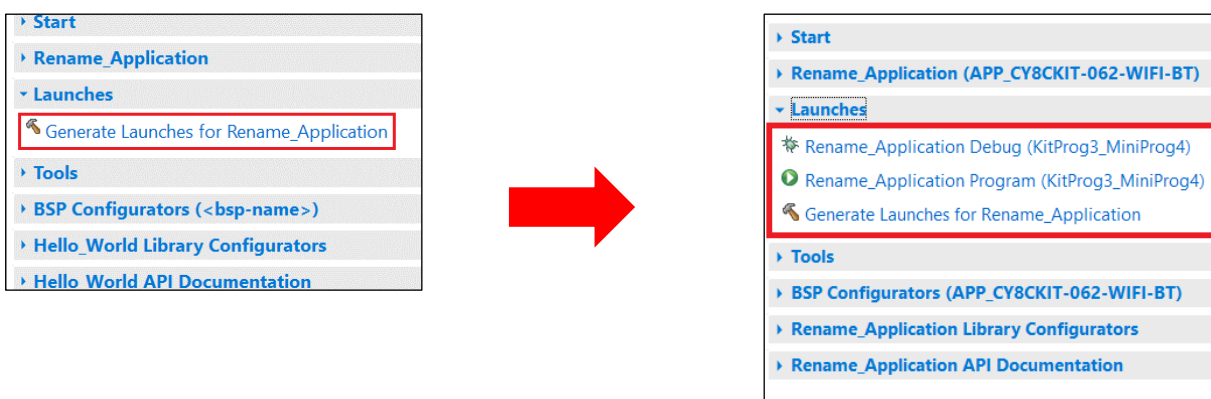 Start
Rename_Application
Launches
Generate Launches for Rename_Application
Tools
BSP Configurators (<bsp-name>)
Hello_World Library Configurators
Hello World API Documentation
Start
Rename_Application (APP_CY8CKIT-062-WIFI-BT)
Launches
Rename_Application Debug (KitProg3_MiniProg4)
Rename_Application Program (KitProg3_MiniProg4)
Generate Launches for Rename_Application
Tools
BSP Configurators (APP_CY8CKIT-062-WIFI-BT)
Rename_Application Library Configurators
Rename_Application API Documentation